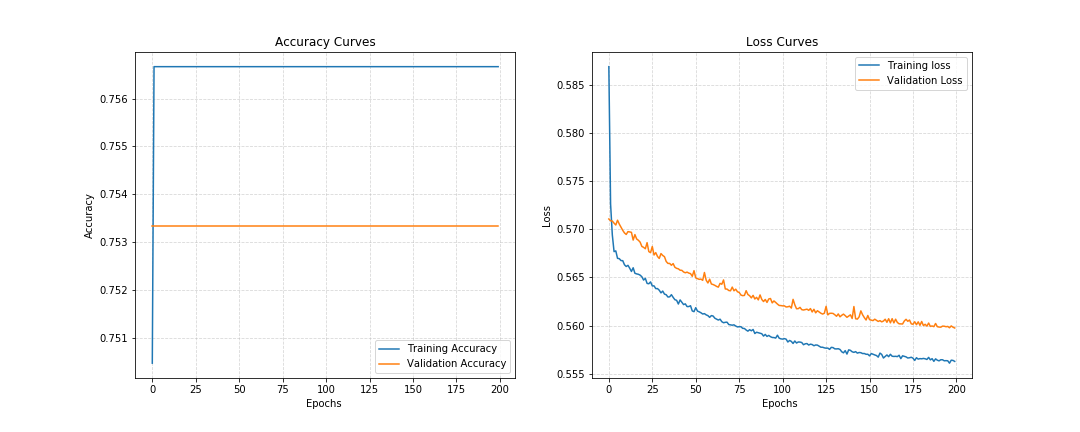 Accuracy Curves
Accuracy
0.756
0.755
0.754
0.753
0.752
0.751
0 25 50 75 100 125 150 175 200
Epochs
Training Accuracy
Validation Accuracy
Loss Curves
Loss
0.585
0.580
0.575
0.570
0.565
0.560
0.555
0 25 50 75 100 125 150 175 200
Epochs
Training loss
Validation Loss